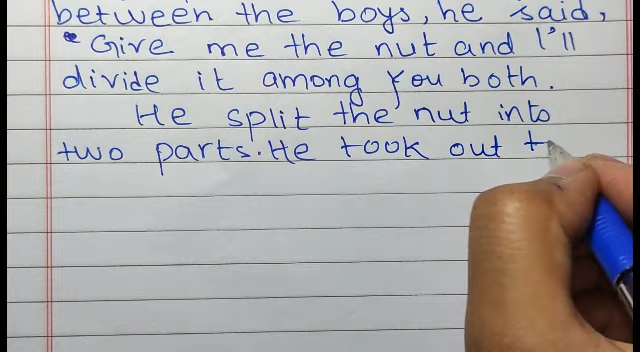 between the boys, he said,
"Give me the nut and I'll
divide it among you both.
He split the nut into
two parts. He took out t